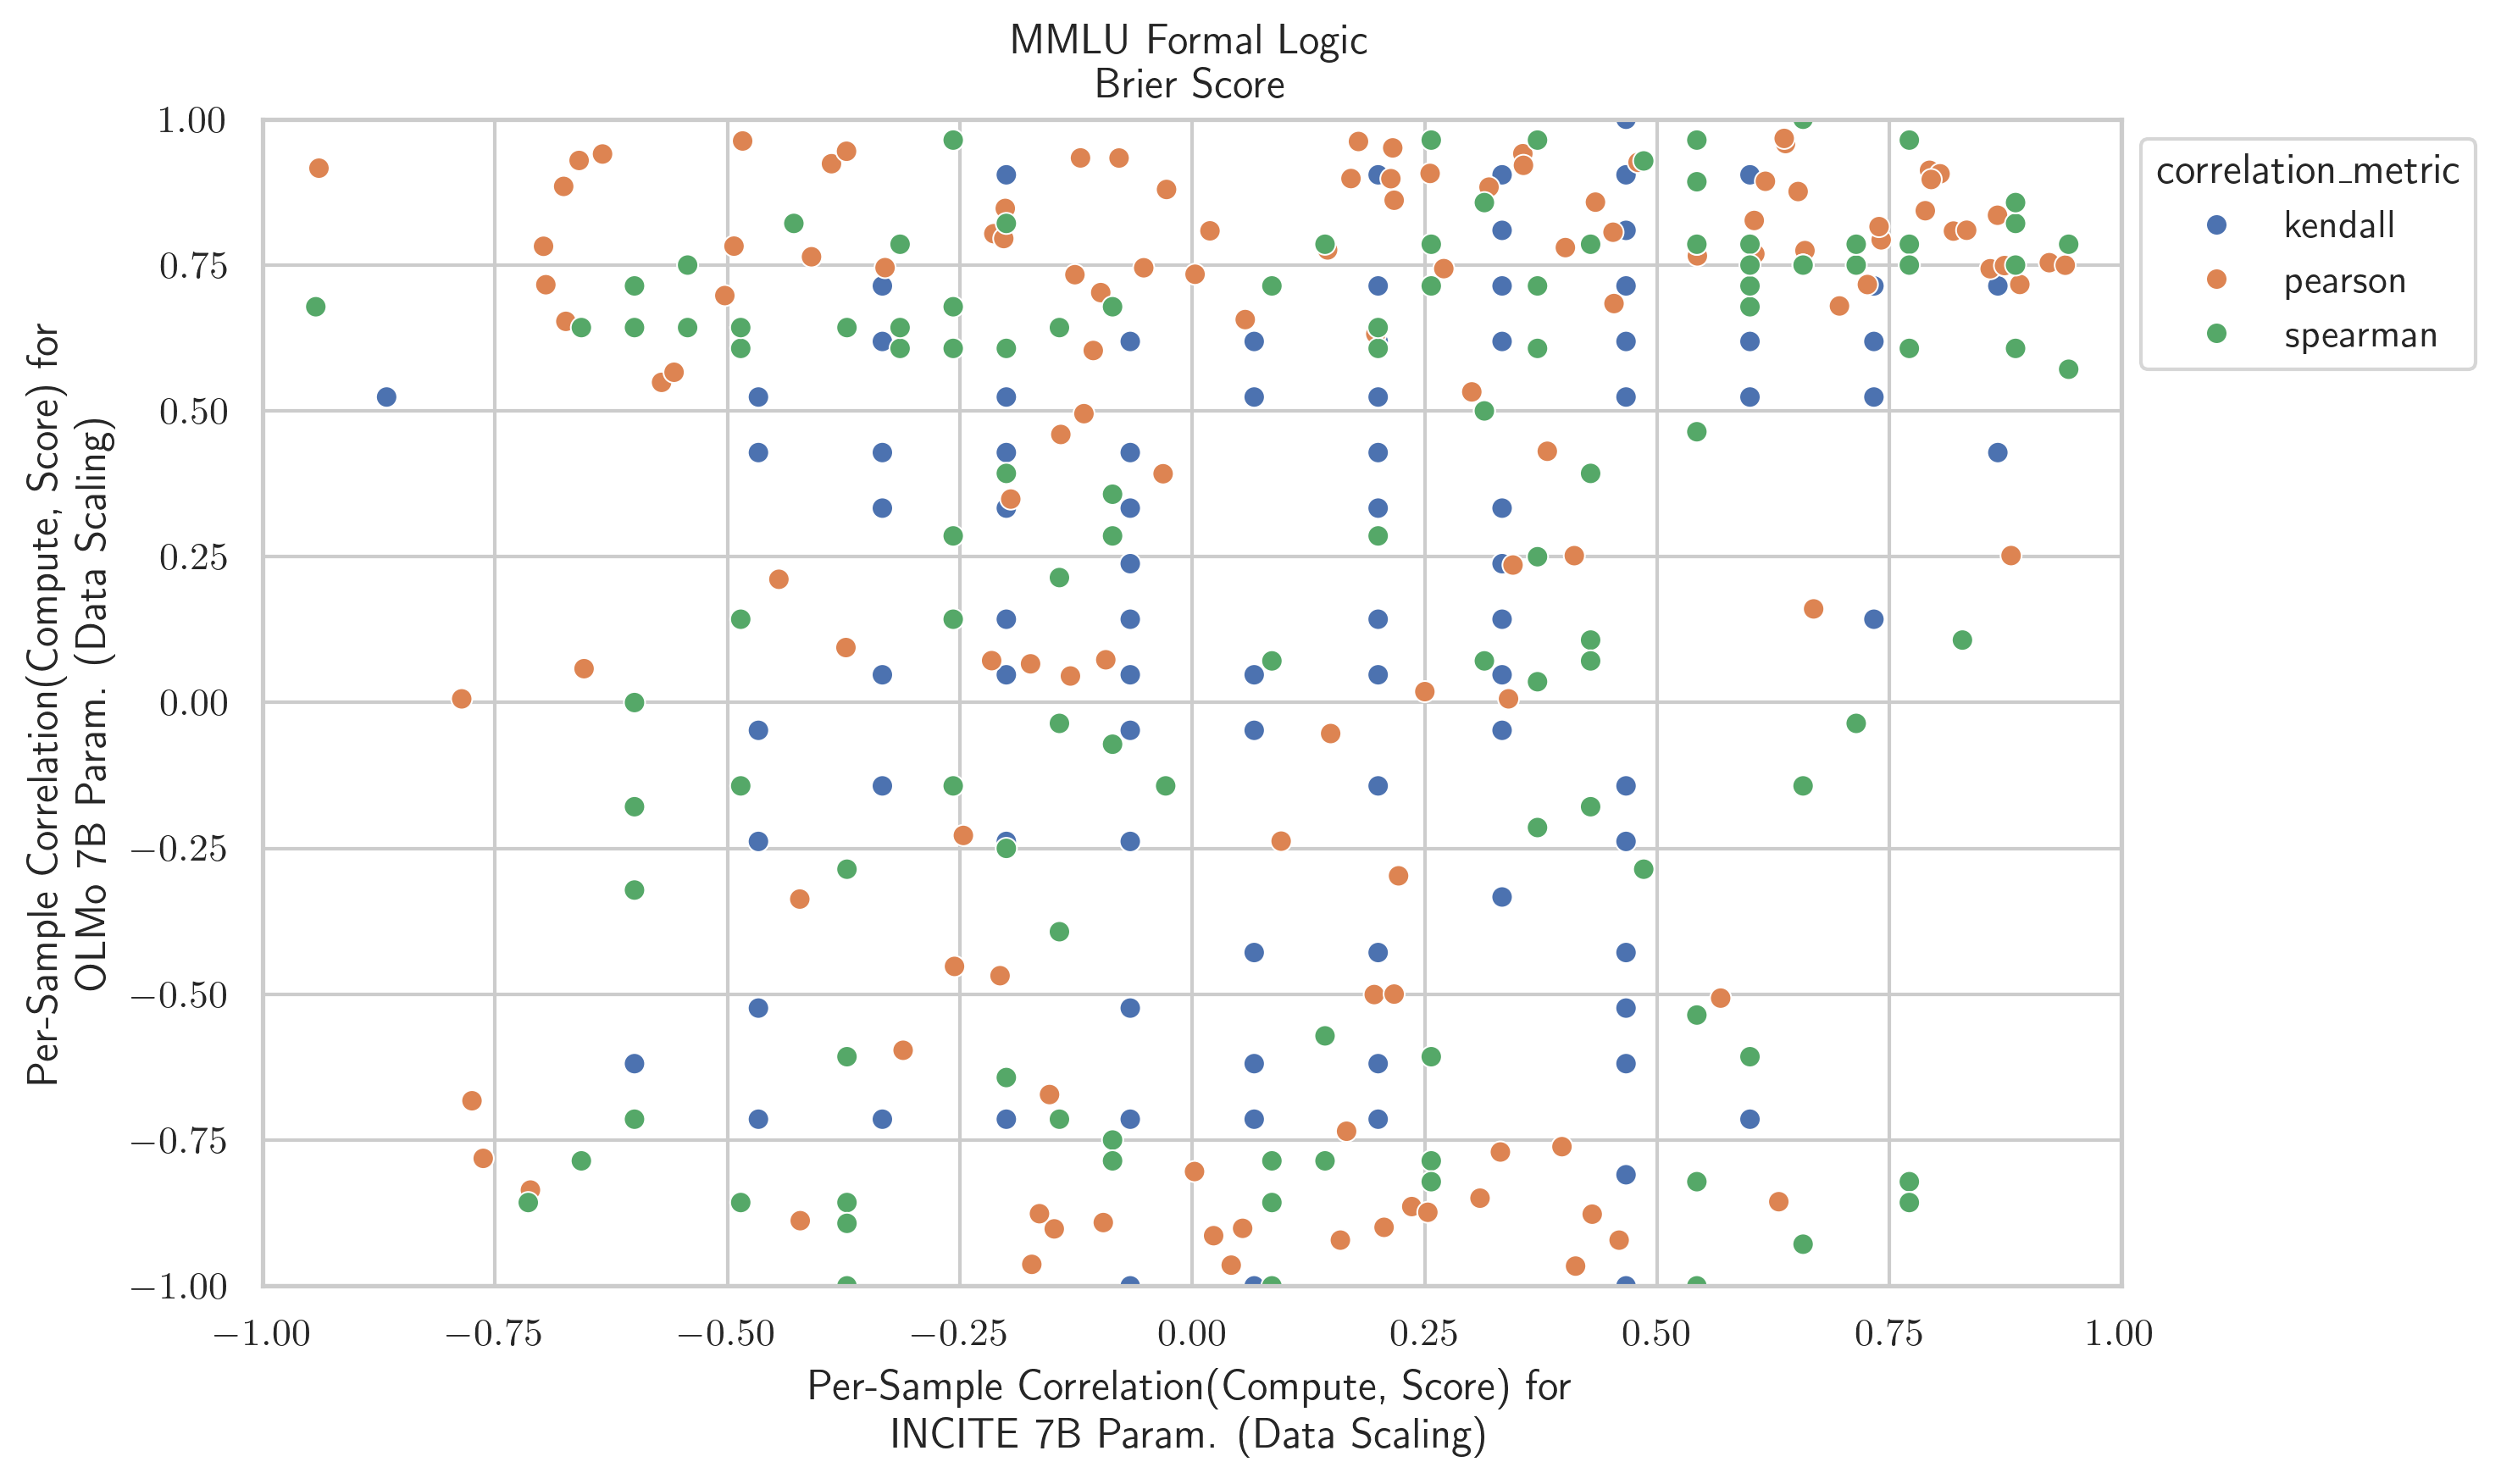 MMLU Formal Logic
Brier Score
1.00
0.75
0.50
0.25
0.00
−0.25
−0.50
−0.75
−1.00
Per-Sample Correlation(Compute, Score) for
OLMo 7B Param. (Data Scaling)
correlation_metric
kendall
pearson
spearman
−1.00 −0.75 −0.50 −0.25 0.00 0.25 0.50 0.75 1.00
Per-Sample Correlation(Compute, Score) for
INCITE 7B Param. (Data Scaling)